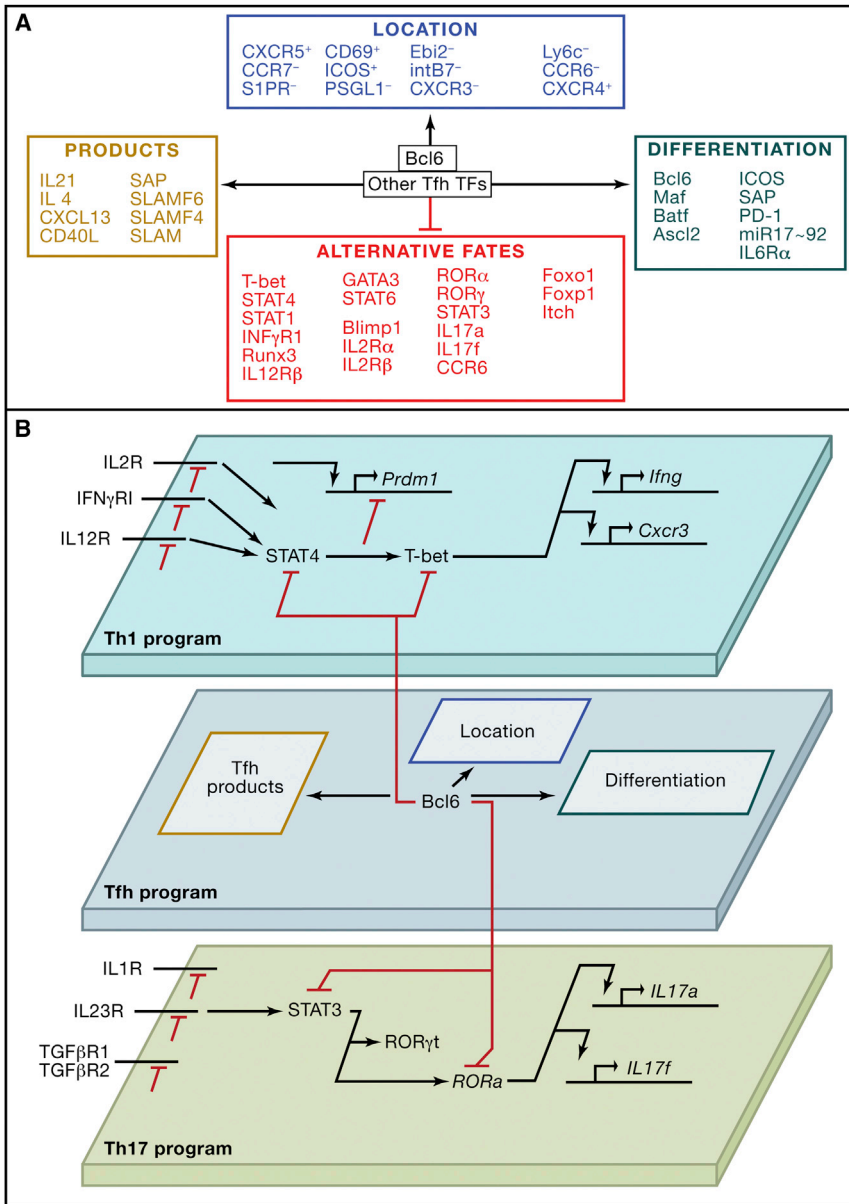 A
LOCATION
CXCR5⁺ CD69⁺ Ebi2⁻ Ly6c⁻
CCR7⁻ ICOS⁺ intB7⁻ CCR6⁻
S1PR⁻ PSGL1⁻ CXCR3⁻ CXCR4⁺
Bcl6
Other Tfh TFs
PRODUCTS
IL21 SAP
IL 4 SLAMF6
CXCL13 SLAMF4
CD40L SLAM
DIFFERENTIATION
Bcl6 ICOS
Maf SAP
Batf PD-1
Ascl2 miR17~92
IL6Rα
ALTERNATIVE FATES
T-bet
STAT4
STAT1
INFγR1
Runx3
IL12Rβ
GATA3
STAT6
Blimp1
IL2Rα
IL2Rβ
RORα
RORγ
STAT3
IL17a
IL17f
CCR6
Foxo1
Foxp1
Itch
B
IL2R
IFNγRI
IL12R
Prdm1
STAT4
T-bet
Ifng
Cxcr3
Th1 program
Tfh
products
Location
Bcl6
Differentiation
Tfh program
IL1R
IL23R
TGFβR1
TGFβR2
STAT3
RORγt
RORa
IL17a
IL17f
Th17 program